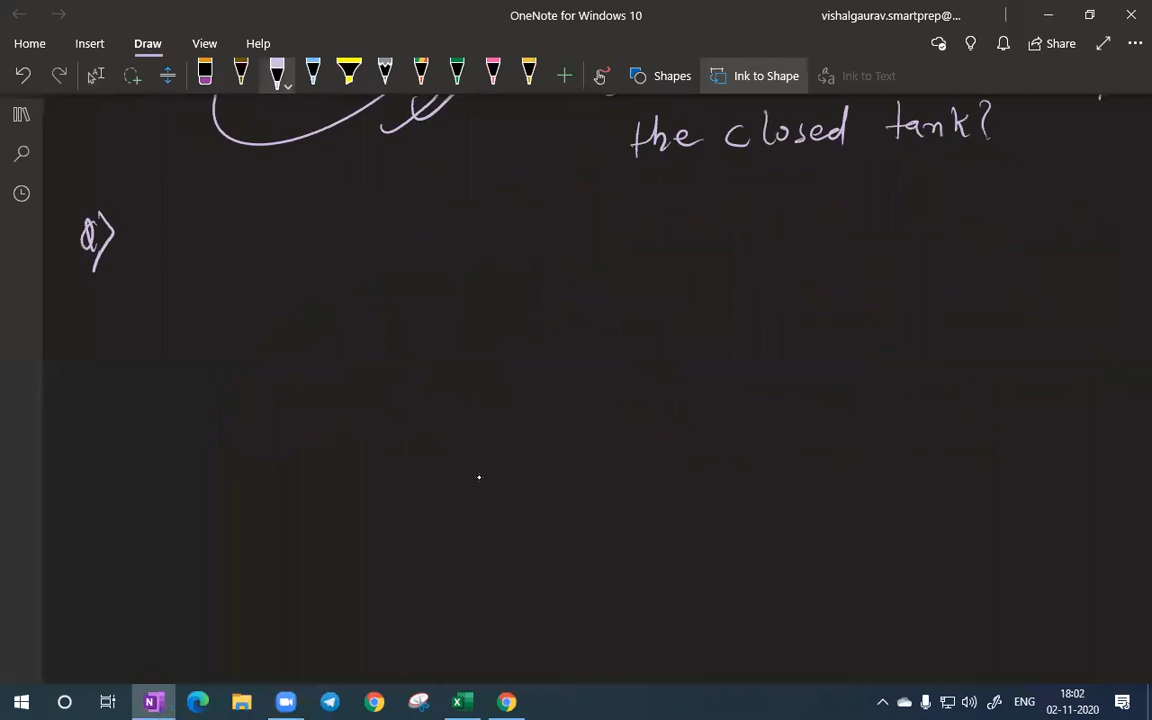 OneNote for Windows 10
vishalgaurav.smartprep@...
Home Insert Draw View Help
Share
Shapes
Ink to Shape
Ink to Text
the closed tank?
Q)
ENG
18:02
02-11-2020